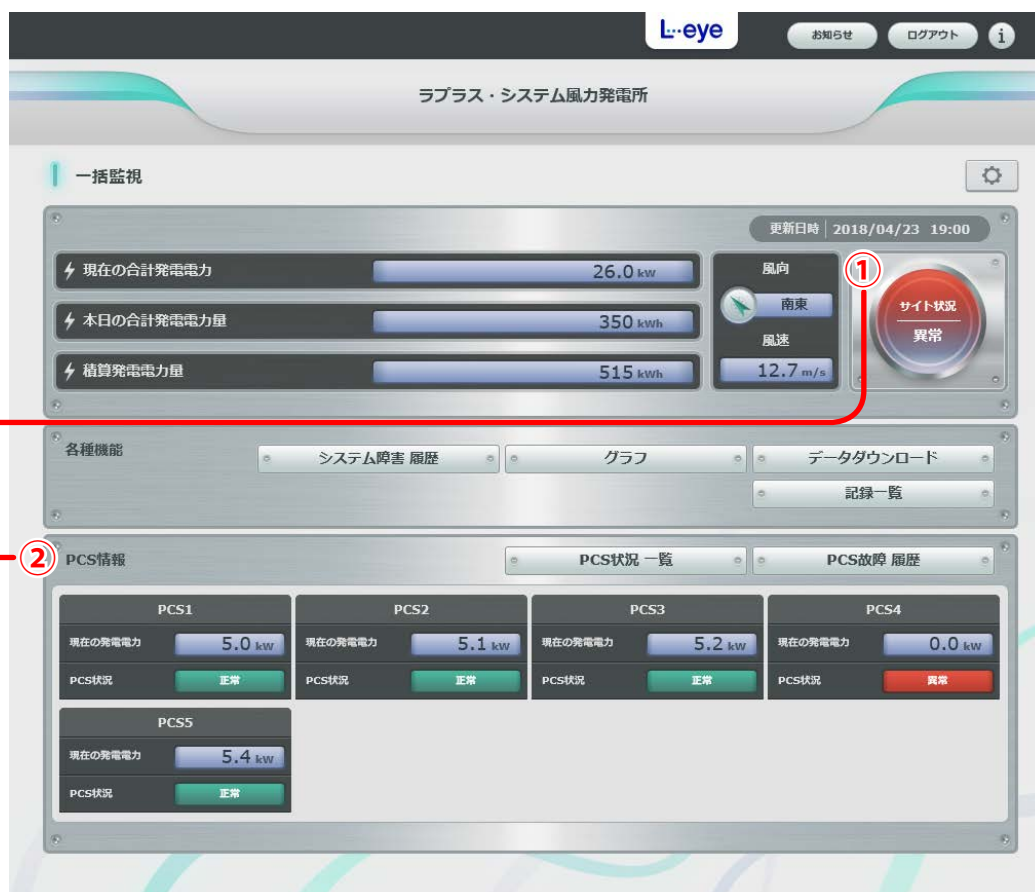 L・・eye
お知らせ
ログアウト
i
ラプラス・システム風力発電所
一括監視
更新日時 2018/04/23 19:00
現在の合計発電電力 26.0 kW
本日の合計発電電力量 350 kWh
積算発電電力量 515 kWh
風向
南東
風速
12.7 m/s
①
サイト状況
異常
各種機能
システム障害 履歴
グラフ
データダウンロード
記録一覧
②
PCS情報
PCS状況 一覧
PCS故障 履歴
PCS1
現在の発電電力 5.0 kW
PCS状況 正常
PCS2
現在の発電電力 5.1 kW
PCS状況 正常
PCS3
現在の発電電力 5.2 kW
PCS状況 正常
PCS4
現在の発電電力 0.0 kW
PCS状況 異常
PCS5
現在の発電電力 5.4 kW
PCS状況 正常